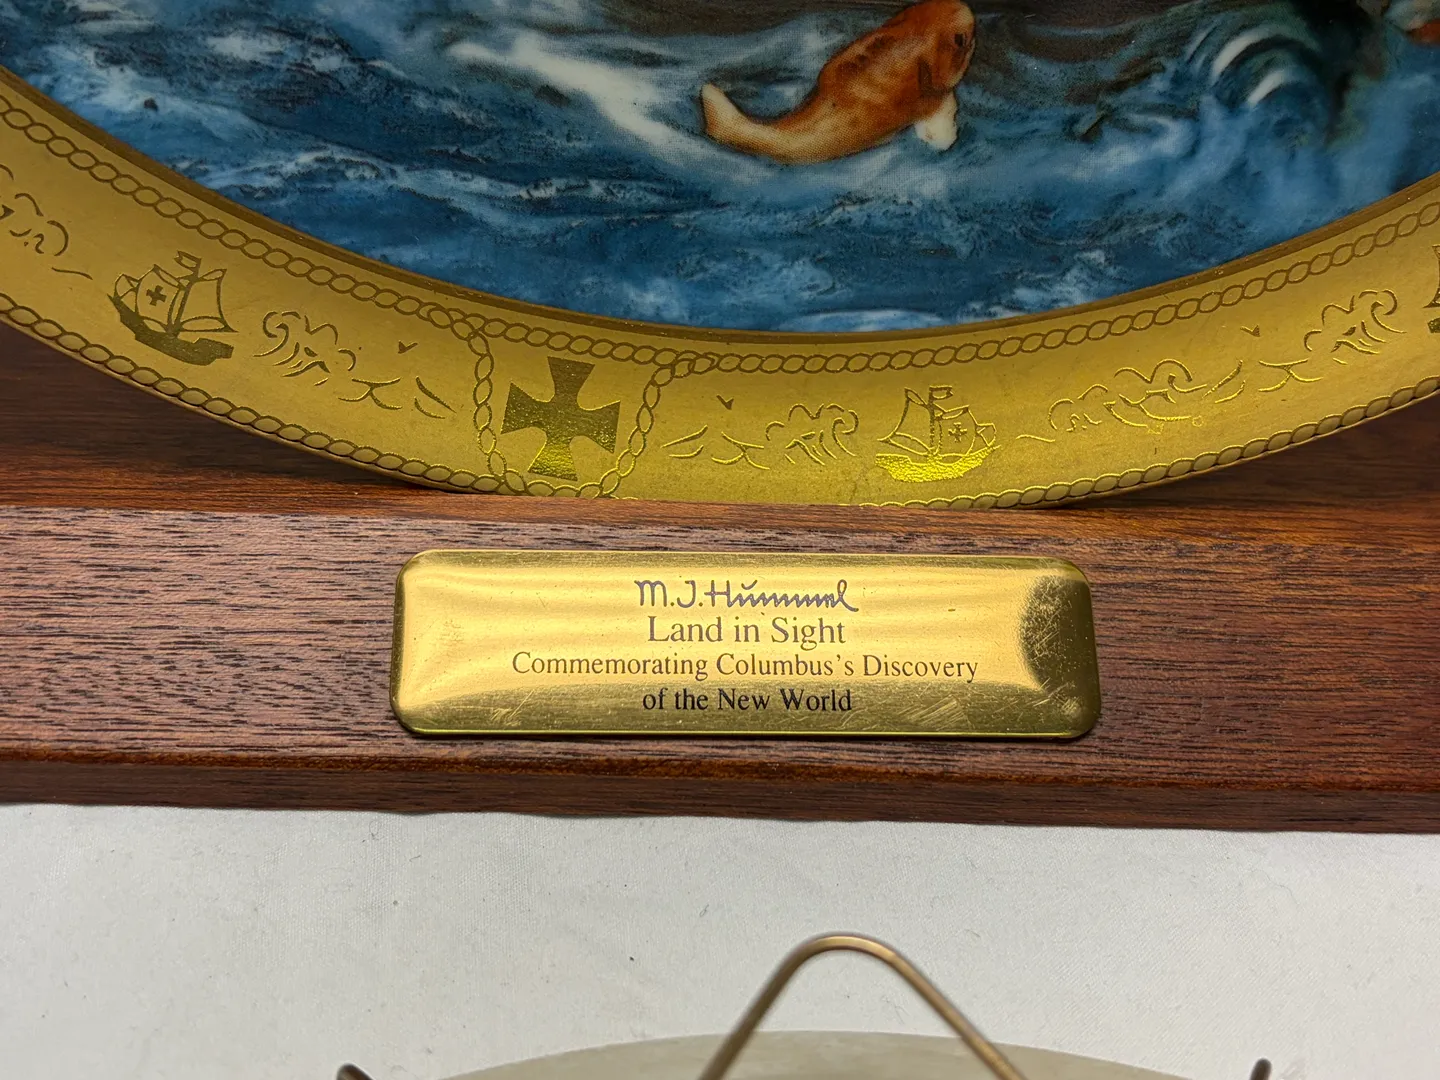 M.J. Hummel
Land in Sight
Commemorating Columbus's Discovery
of the New World